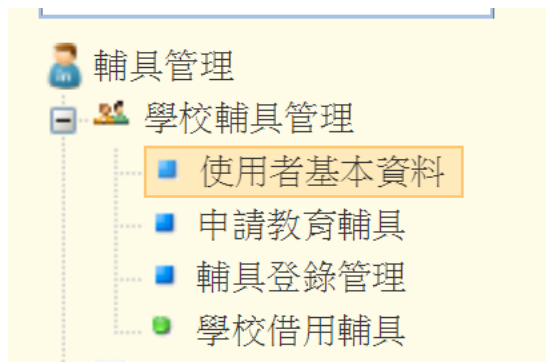 輔具管理
學校輔具管理
使用者基本資料
申請教育輔具
輔具登錄管理
學校借用輔具